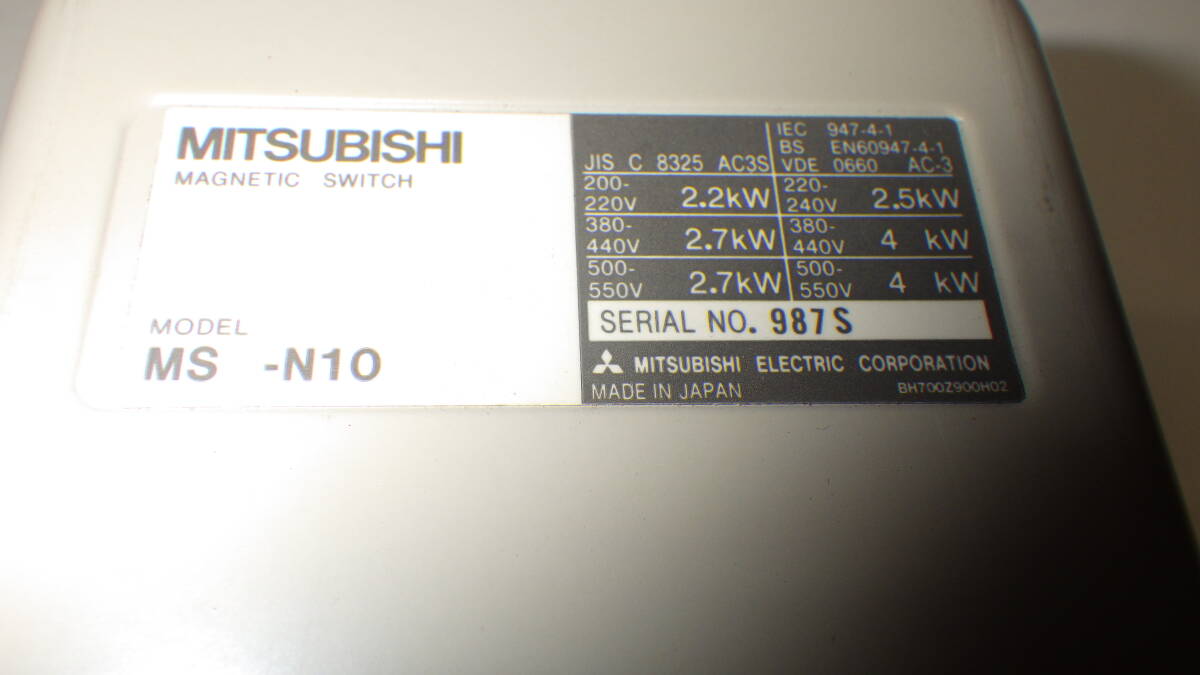 MITSUBISHI
MAGNETIC SWITCH
MODEL
MS -N10
JIS C 8325 AC3S
IEC 947-4-1
BS EN60947-4-1
VDE 0660 AC-3
200-220V 2.2kW 220-240V 2.5kW
380-440V 2.7kW 380-440V 4 kW
500-550V 2.7kW 500-550V 4 kW
SERIAL NO. 987S
MITSUBISHI ELECTRIC CORPORATION
MADE IN JAPAN BH700Z900H02